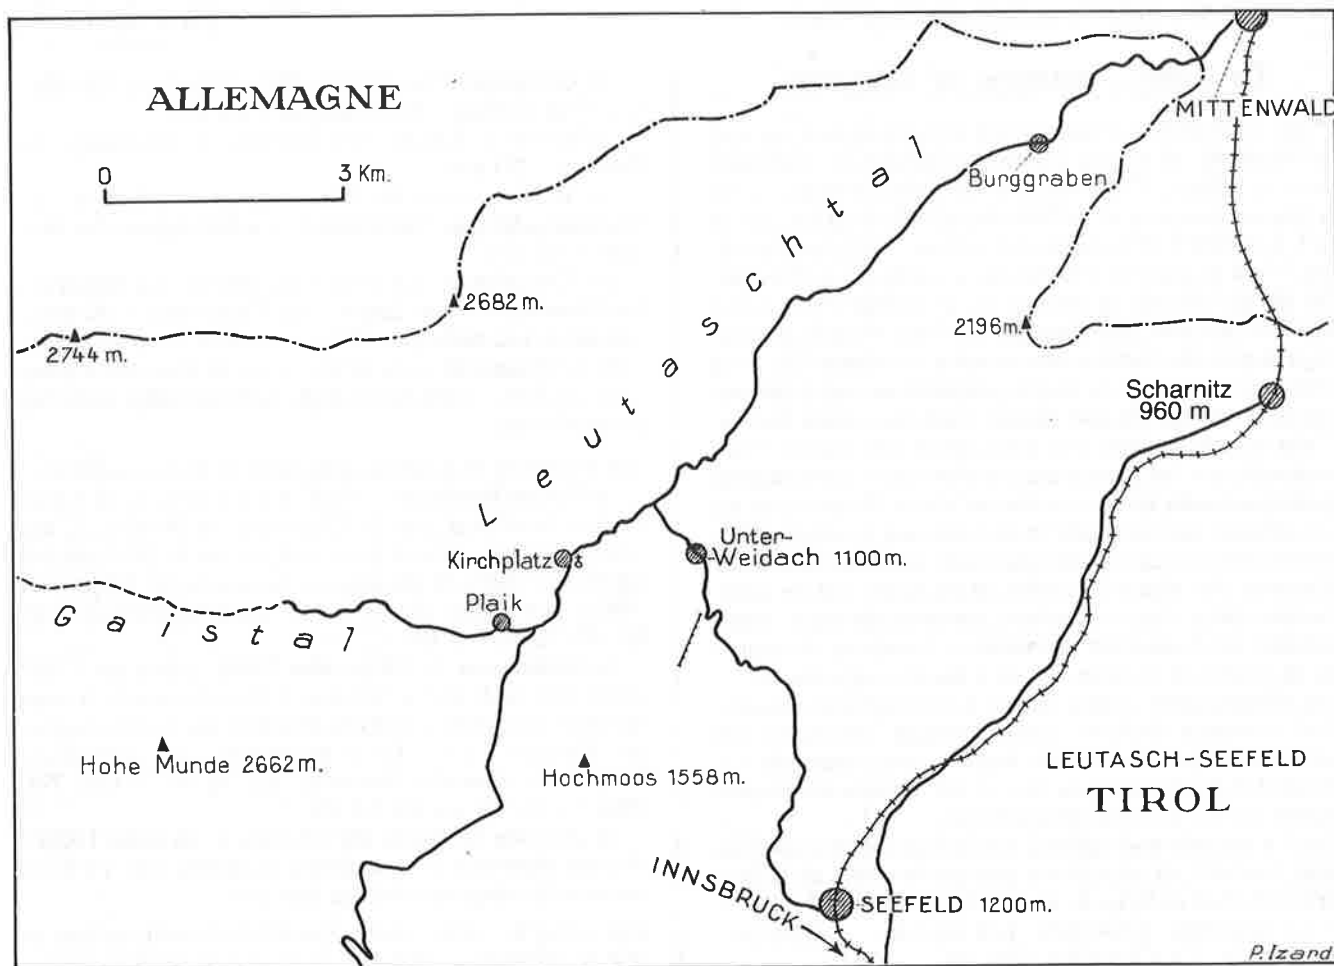 ALLEMAGNE
0 3 Km.
MITTENWALD
Burggraben
Leutaschtal
2682 m.
2744 m.
2196 m.
Scharnitz
960 m
Kirchplatz
Unter-
Weidach 1100 m.
Plaik
Gaistal
Hohe Munde 2662 m.
Hochmoos 1558 m.
LEUTASCH-SEEFELD
TIROL
INNSBRUCK
SEEFELD 1200 m.
P. Izard